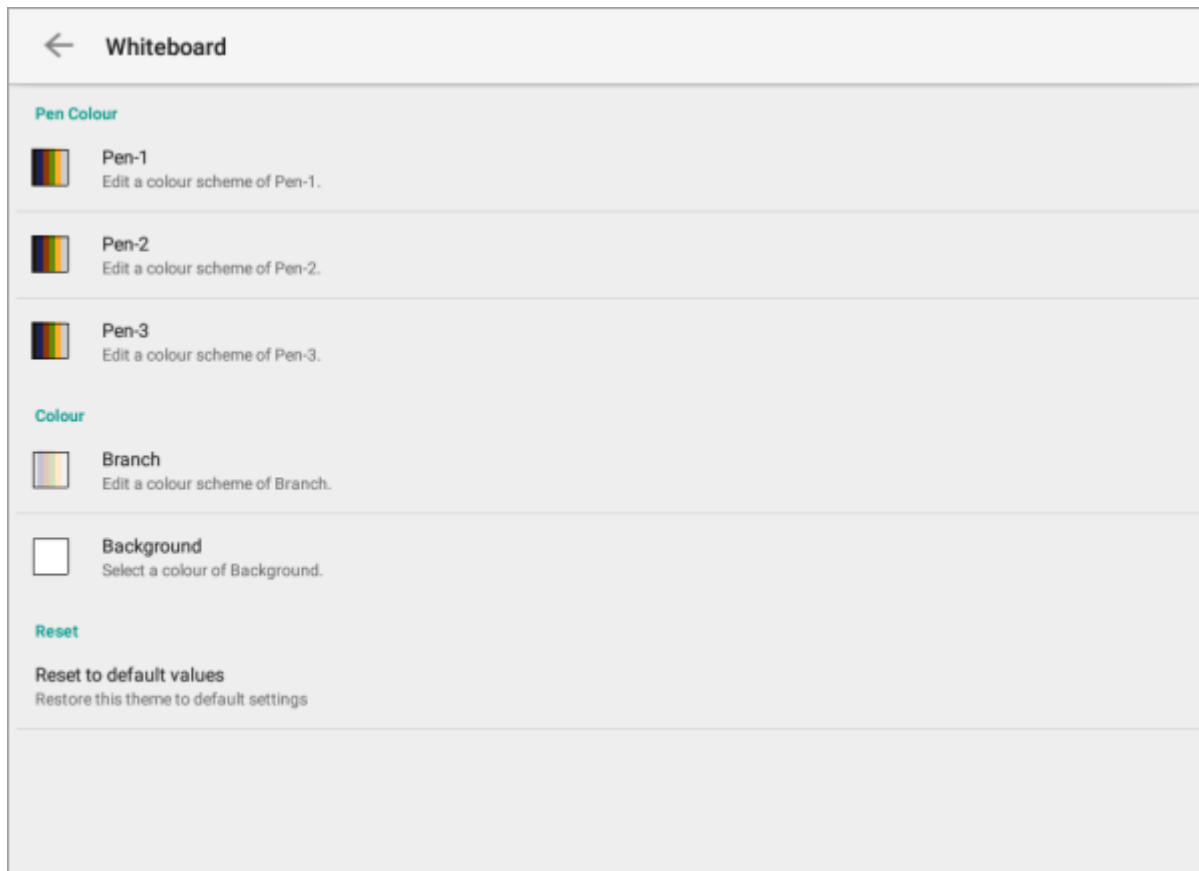 Whiteboard
Pen Colour
Pen-1
Edit a colour scheme of Pen-1.
Pen-2
Edit a colour scheme of Pen-2.
Pen-3
Edit a colour scheme of Pen-3.
Colour
Branch
Edit a colour scheme of Branch.
Background
Select a colour of Background.
Reset
Reset to default values
Restore this theme to default settings